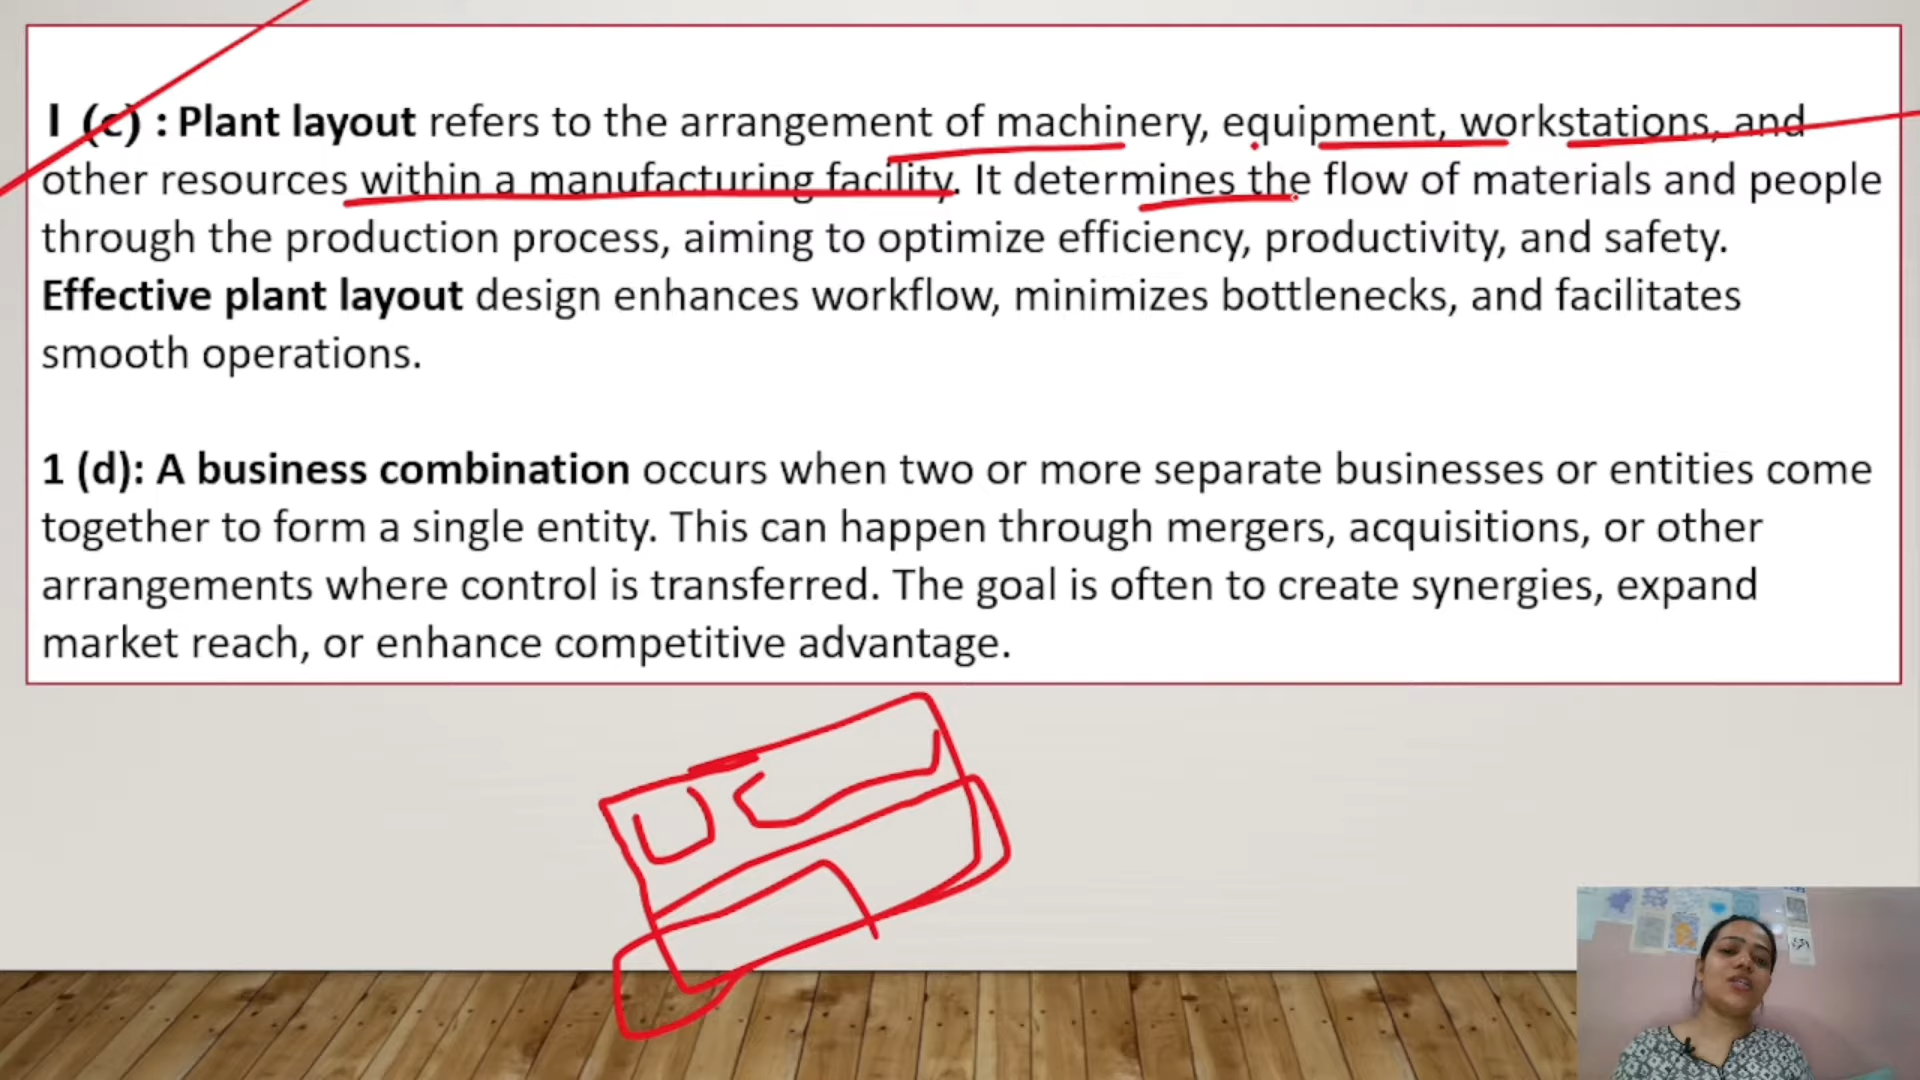 1 (c) : Plant layout refers to the arrangement of machinery, equipment, workstations, and
other resources within a manufacturing facility. It determines the flow of materials and people
through the production process, aiming to optimize efficiency, productivity, and safety.
Effective plant layout design enhances workflow, minimizes bottlenecks, and facilitates
smooth operations.
1 (d): A business combination occurs when two or more separate businesses or entities come
together to form a single entity. This can happen through mergers, acquisitions, or other
arrangements where control is transferred. The goal is often to create synergies, expand
market reach, or enhance competitive advantage.